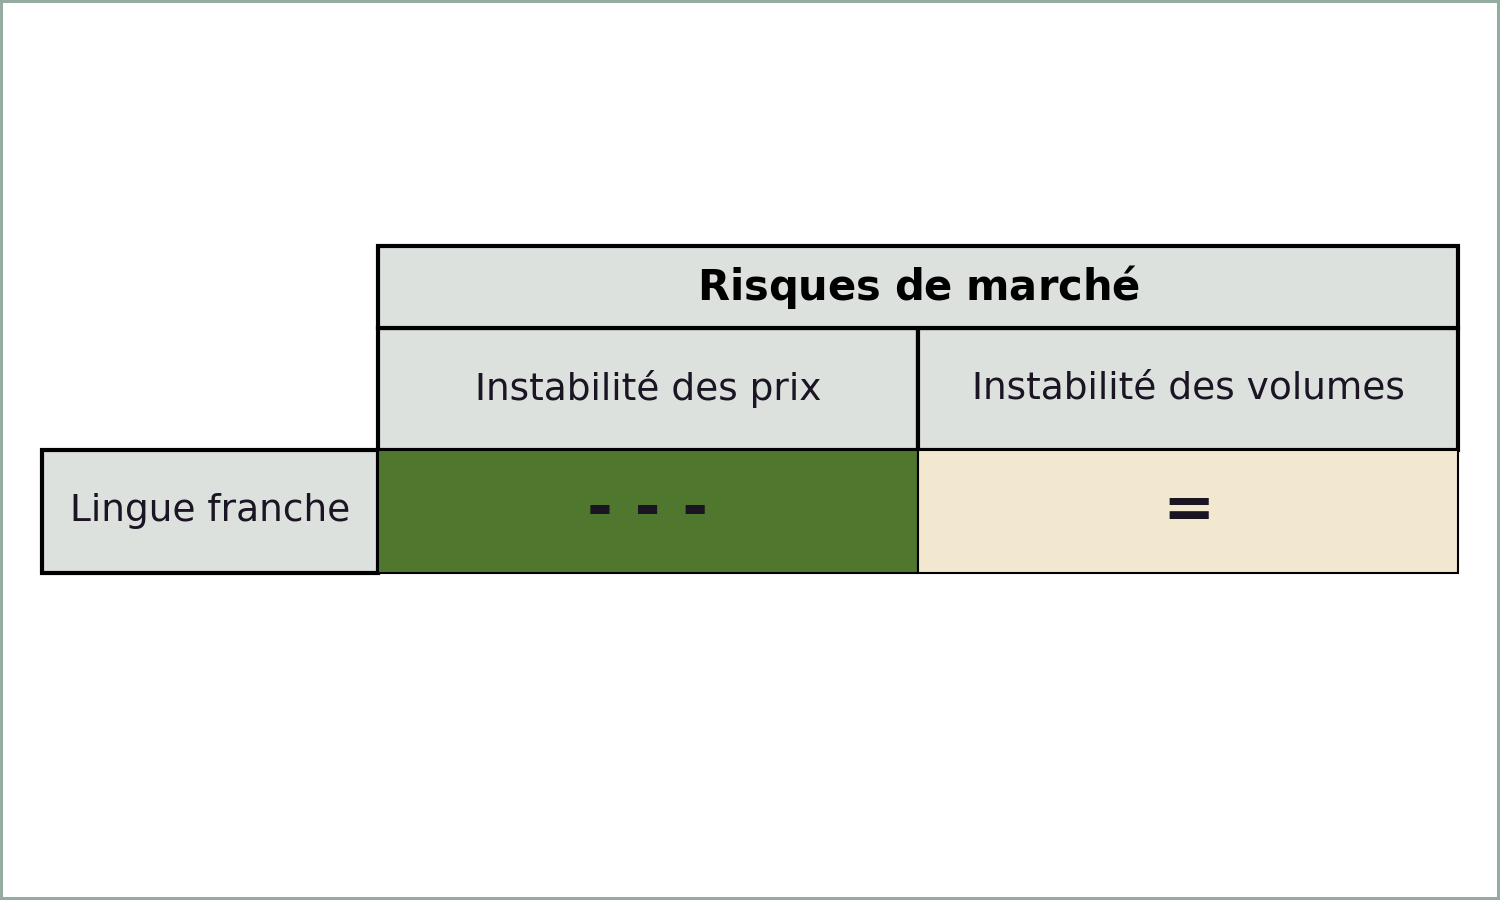 Risques de marché
Instabilité des prix
Instabilité des volumes
Lingue franche
- - -
=